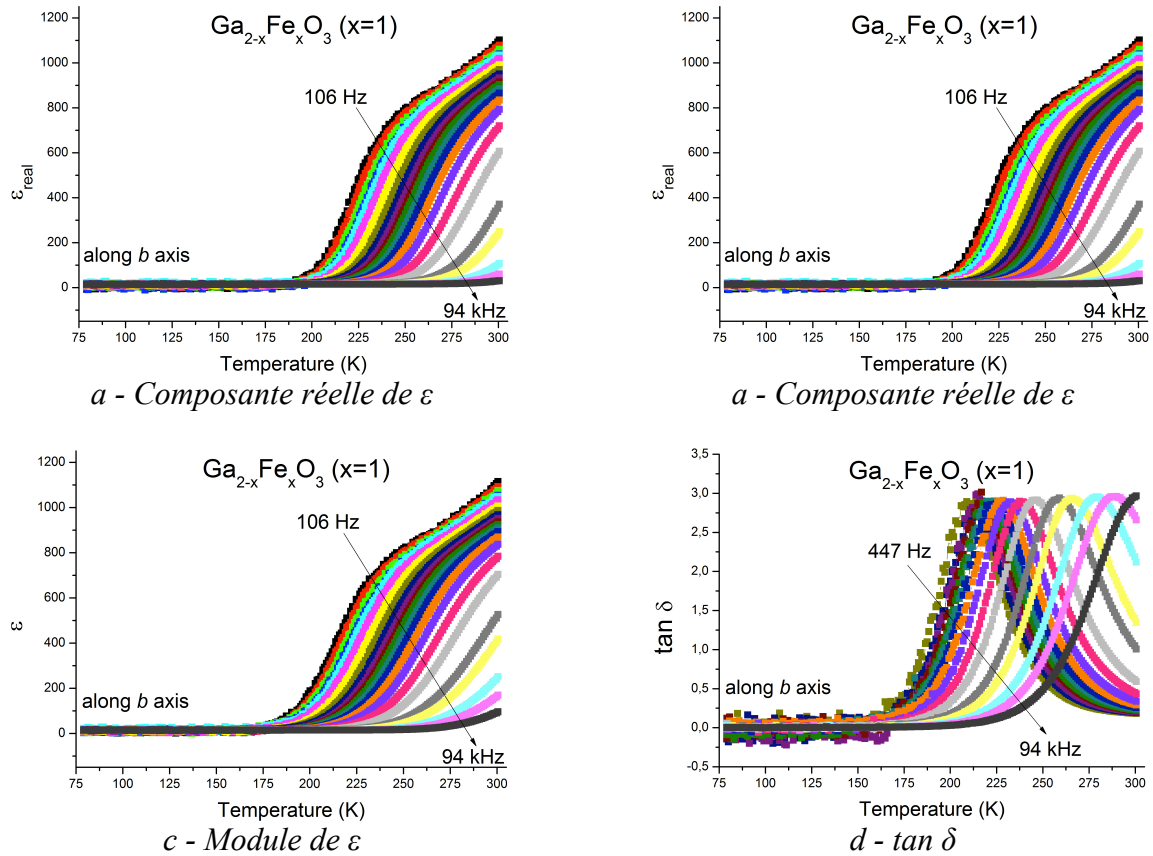 Ga2-xFexO3 (x=1)
1200
1000
800
600
400
200
0
εreal
106 Hz
along b axis
94 kHz
75 100 125 150 175 200 225 250 275 300
Temperature (K)
a - Composante réelle de ε
Ga2-xFexO3 (x=1)
1200
1000
800
600
400
200
0
εreal
106 Hz
along b axis
94 kHz
75 100 125 150 175 200 225 250 275 300
Temperature (K)
a - Composante réelle de ε
Ga2-xFexO3 (x=1)
1200
1000
800
600
400
200
0
ε
106 Hz
along b axis
94 kHz
75 100 125 150 175 200 225 250 275 300
Temperature (K)
c - Module de ε
Ga2-xFexO3 (x=1)
3,5
3,0
2,5
2,0
1,5
1,0
0,5
0,0
-0,5
tan δ
447 Hz
along b axis
94 kHz
75 100 125 150 175 200 225 250 275 300
Temperature (K)
d - tan δ